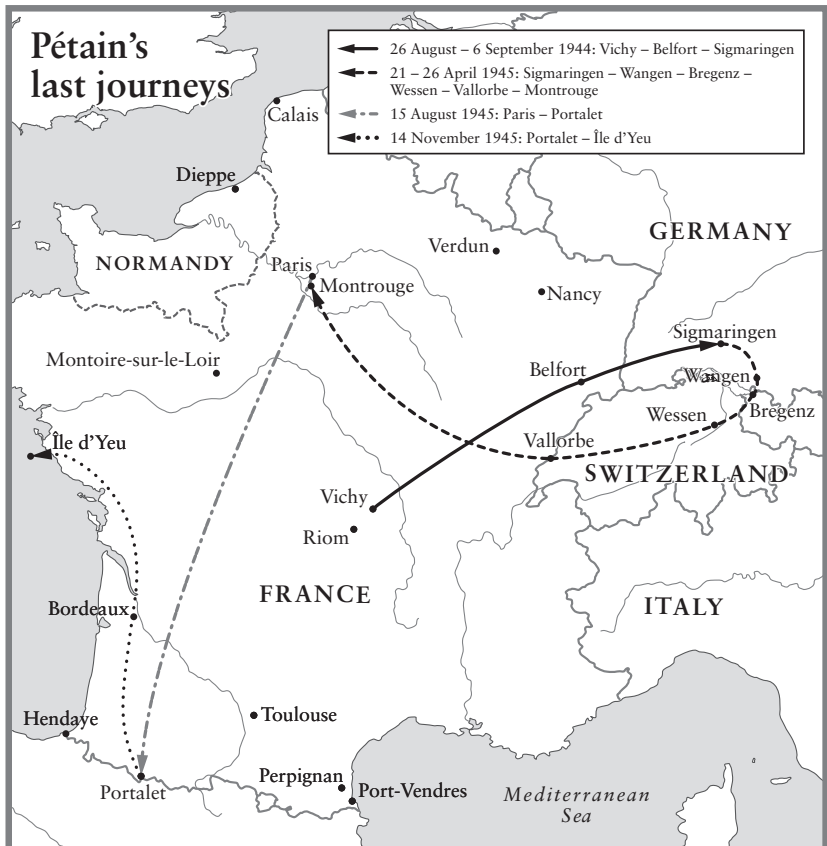 Pétain's
last journeys
26 August – 6 September 1944: Vichy – Belfort – Sigmaringen
21 – 26 April 1945: Sigmaringen – Wangen – Bregenz –
Wessen – Vallorbe – Montrouge
15 August 1945: Paris – Portalet
14 November 1945: Portalet – Île d'Yeu
Calais
Dieppe
NORMANDY
Paris
Montrouge
Verdun
GERMANY
Nancy
Montoire-sur-le-Loir
Sigmaringen
Belfort
Wangen
Wessen
Bregenz
Île d'Yeu
Vallorbe
SWITZERLAND
Vichy
Riom
FRANCE
ITALY
Bordeaux
Hendaye
Toulouse
Portalet
Perpignan
Port-Vendres
Mediterranean
Sea